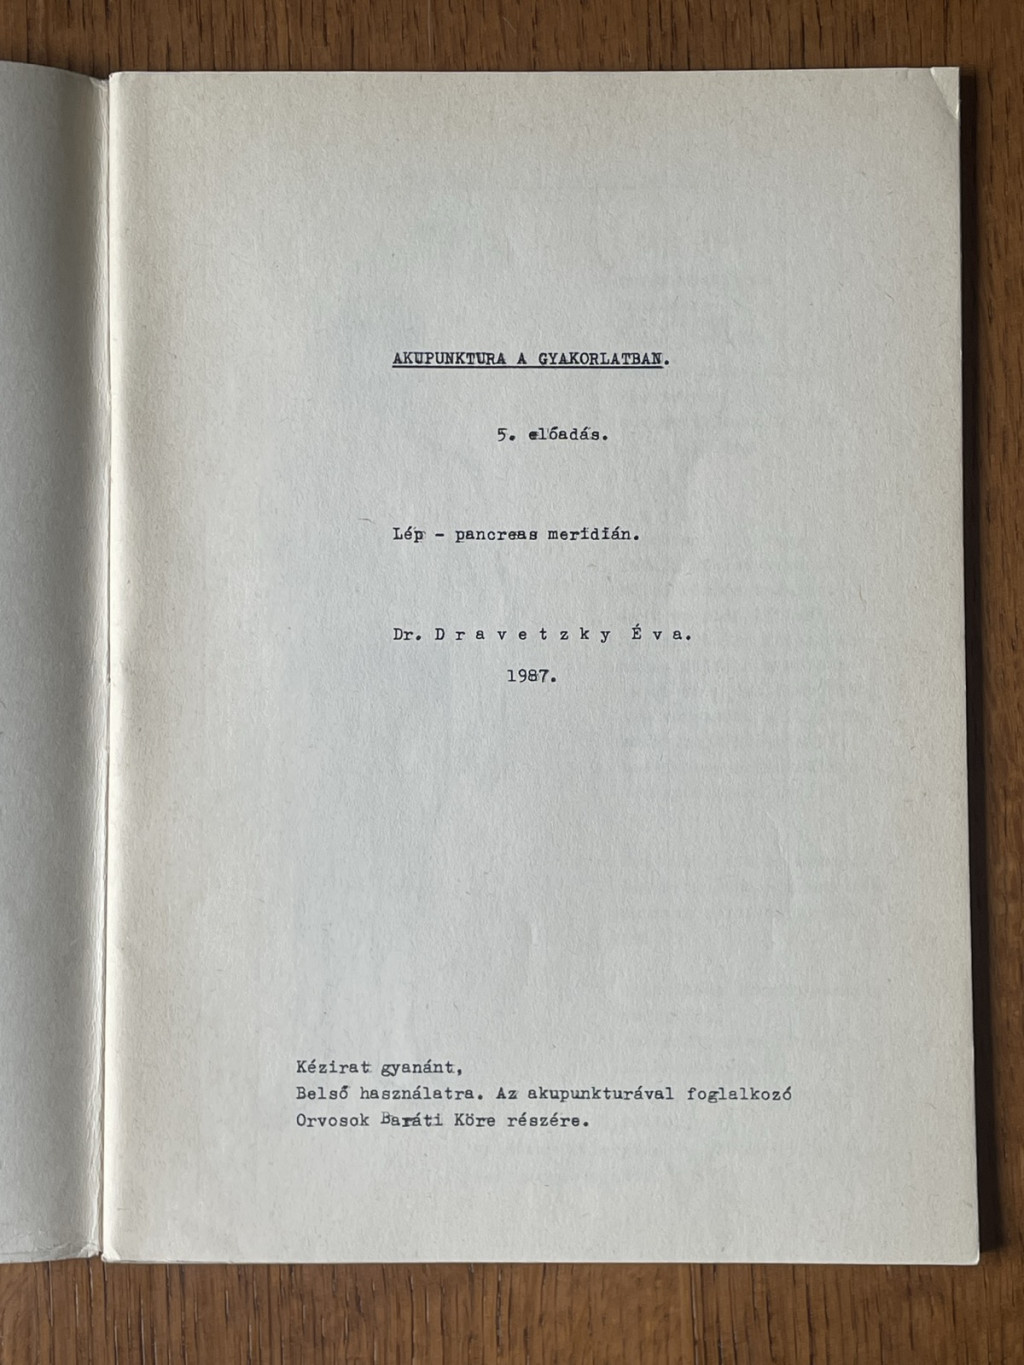 AKUPUNKTURA A GYAKORLATBAN.
5. előadás.
Lép - pancreas meridián.
Dr. D r a v e t z k y É v a.
1987.
Kézirat gyanánt,
Belső használatra. Az akupunkturával foglalkozó
Orvosok Baráti Köre részére.